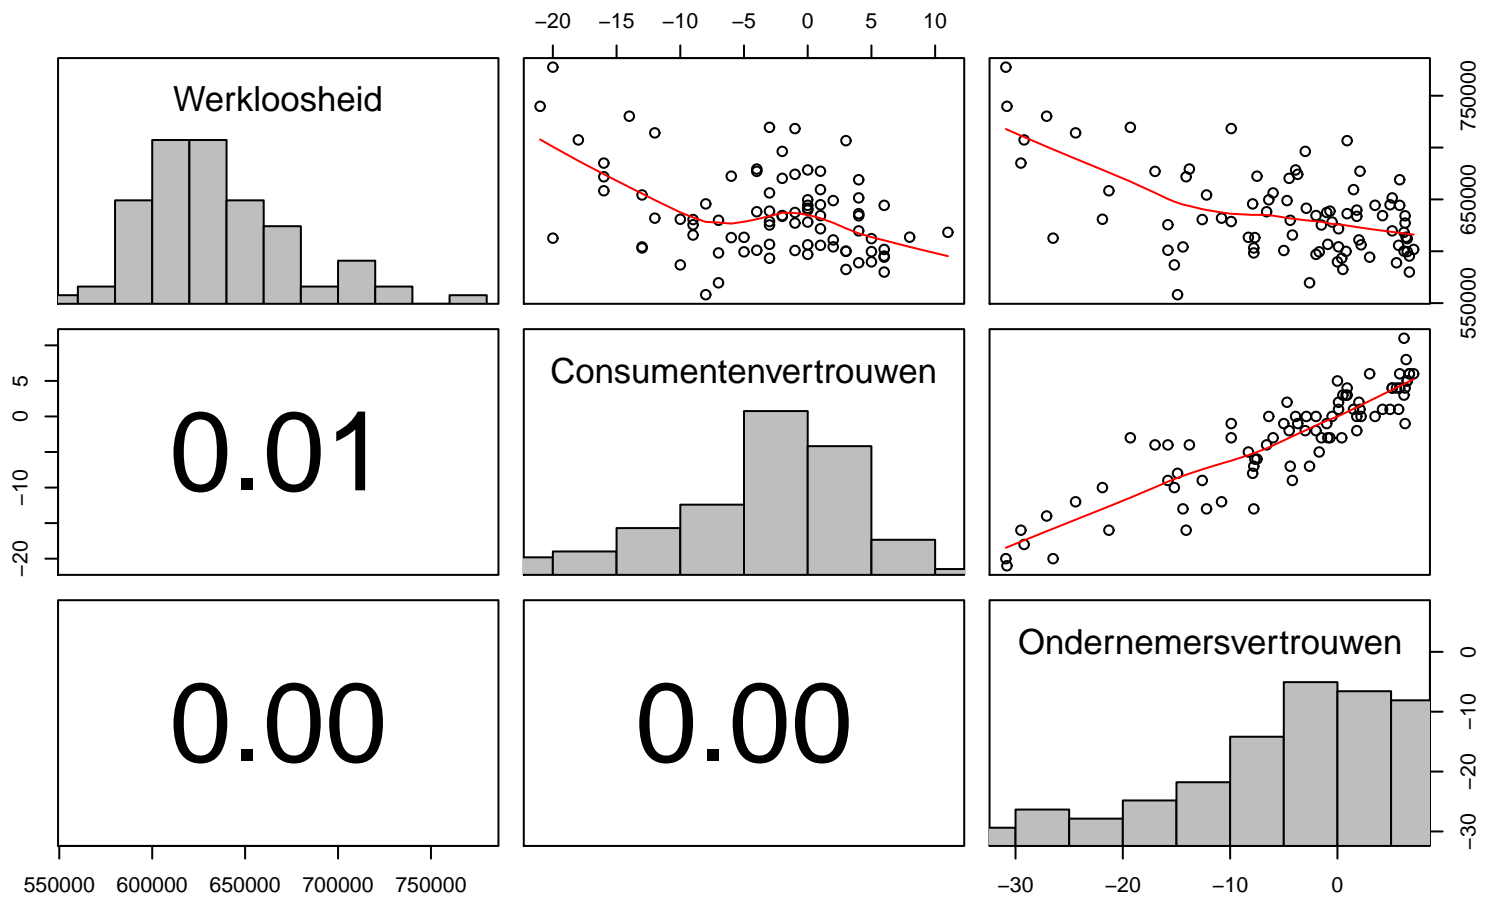 −20 −15 −10 −5 0 5 10
Werkloosheid
550000 650000 750000
−20 −10 0 5
0.01
Consumentenvertrouwen
0.00
0.00
Ondernemersvertrouwen
−30 −20 −10 0
550000 600000 650000 700000 750000
−30 −20 −10 0